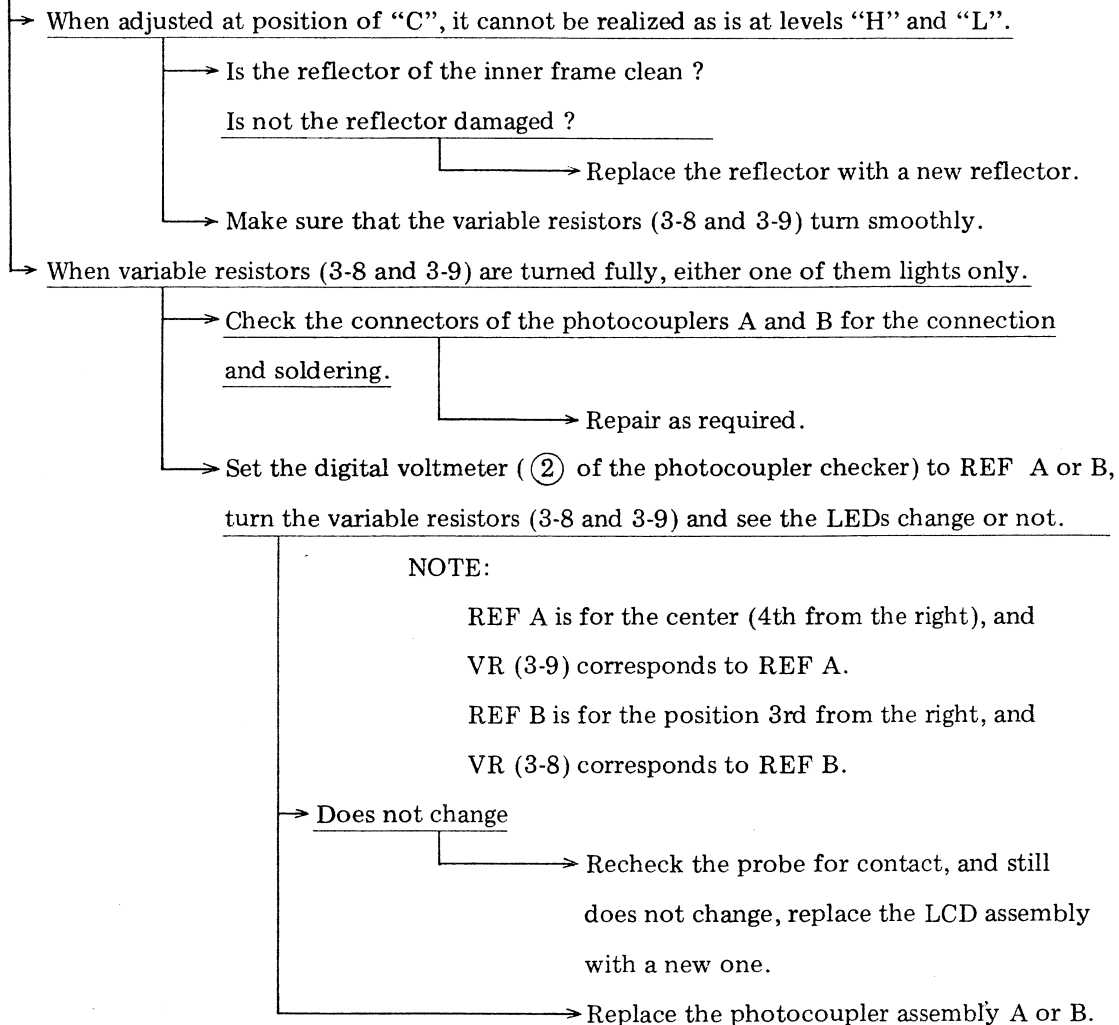 When adjusted at position of “C”, it cannot be realized as is at levels “H” and “L”.
Is the reflector of the inner frame clean ?
Is not the reflector damaged ?
Replace the reflector with a new reflector.
Make sure that the variable resistors (3-8 and 3-9) turn smoothly.
When variable resistors (3-8 and 3-9) are turned fully, either one of them lights only.
Check the connectors of the photocouplers A and B for the connection
and soldering.
Repair as required.
Set the digital voltmeter (② of the photocoupler checker) to REF A or B,
turn the variable resistors (3-8 and 3-9) and see the LEDs change or not.
NOTE:
REF A is for the center (4th from the right), and
VR (3-9) corresponds to REF A.
REF B is for the position 3rd from the right, and
VR (3-8) corresponds to REF B.
Does not change
Recheck the probe for contact, and still
does not change, replace the LCD assembly
with a new one.
Replace the photocoupler assembly A or B.